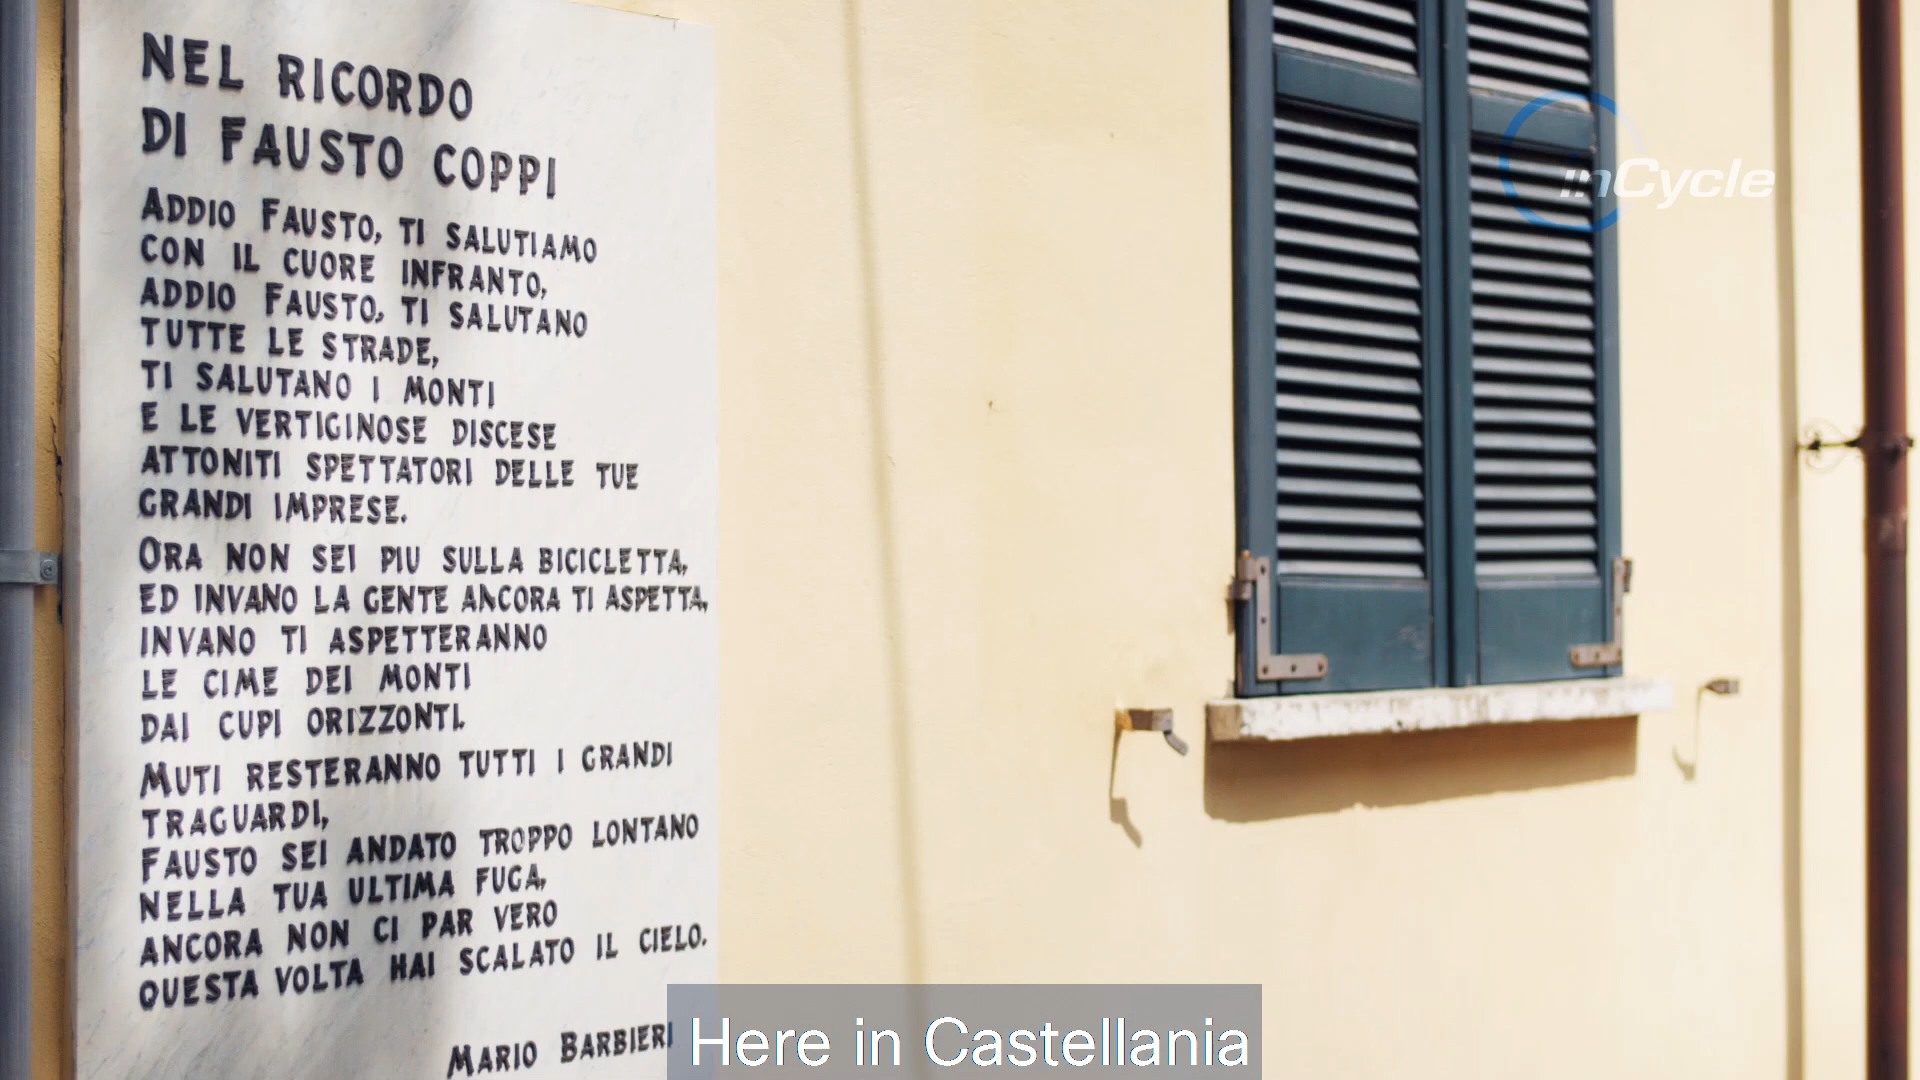 NEL RICORDO
DI FAUSTO COPPI
ADDIO FAUSTO, TI SALUTIAMO
CON IL CUORE INFRANTO,
ADDIO FAUSTO, TI SALUTANO
TUTTE LE STRADE,
TI SALUTANO I MONTI
E LE VERTIGINOSE DISCESE
ATTONITI SPETTATORI DELLE TUE
GRANDI IMPRESE.
ORA NON SEI PIU SULLA BICICLETTA,
ED INVANO LA GENTE ANCORA TI ASPETTA,
INVANO TI ASPETTERANNO
LE CIME DEI MONTI
DAI CUPI ORIZZONTI.
MUTI RESTERANNO TUTTI I GRANDI
TRAGUARDI,
FAUSTO SEI ANDATO TROPPO LONTANO
NELLA TUA ULTIMA FUGA,
ANCORA NON CI PAR VERO
QUESTA VOLTA HAI SCALATO IL CIELO.
MARIO BARBIERI
inCycle
Here in Castellania